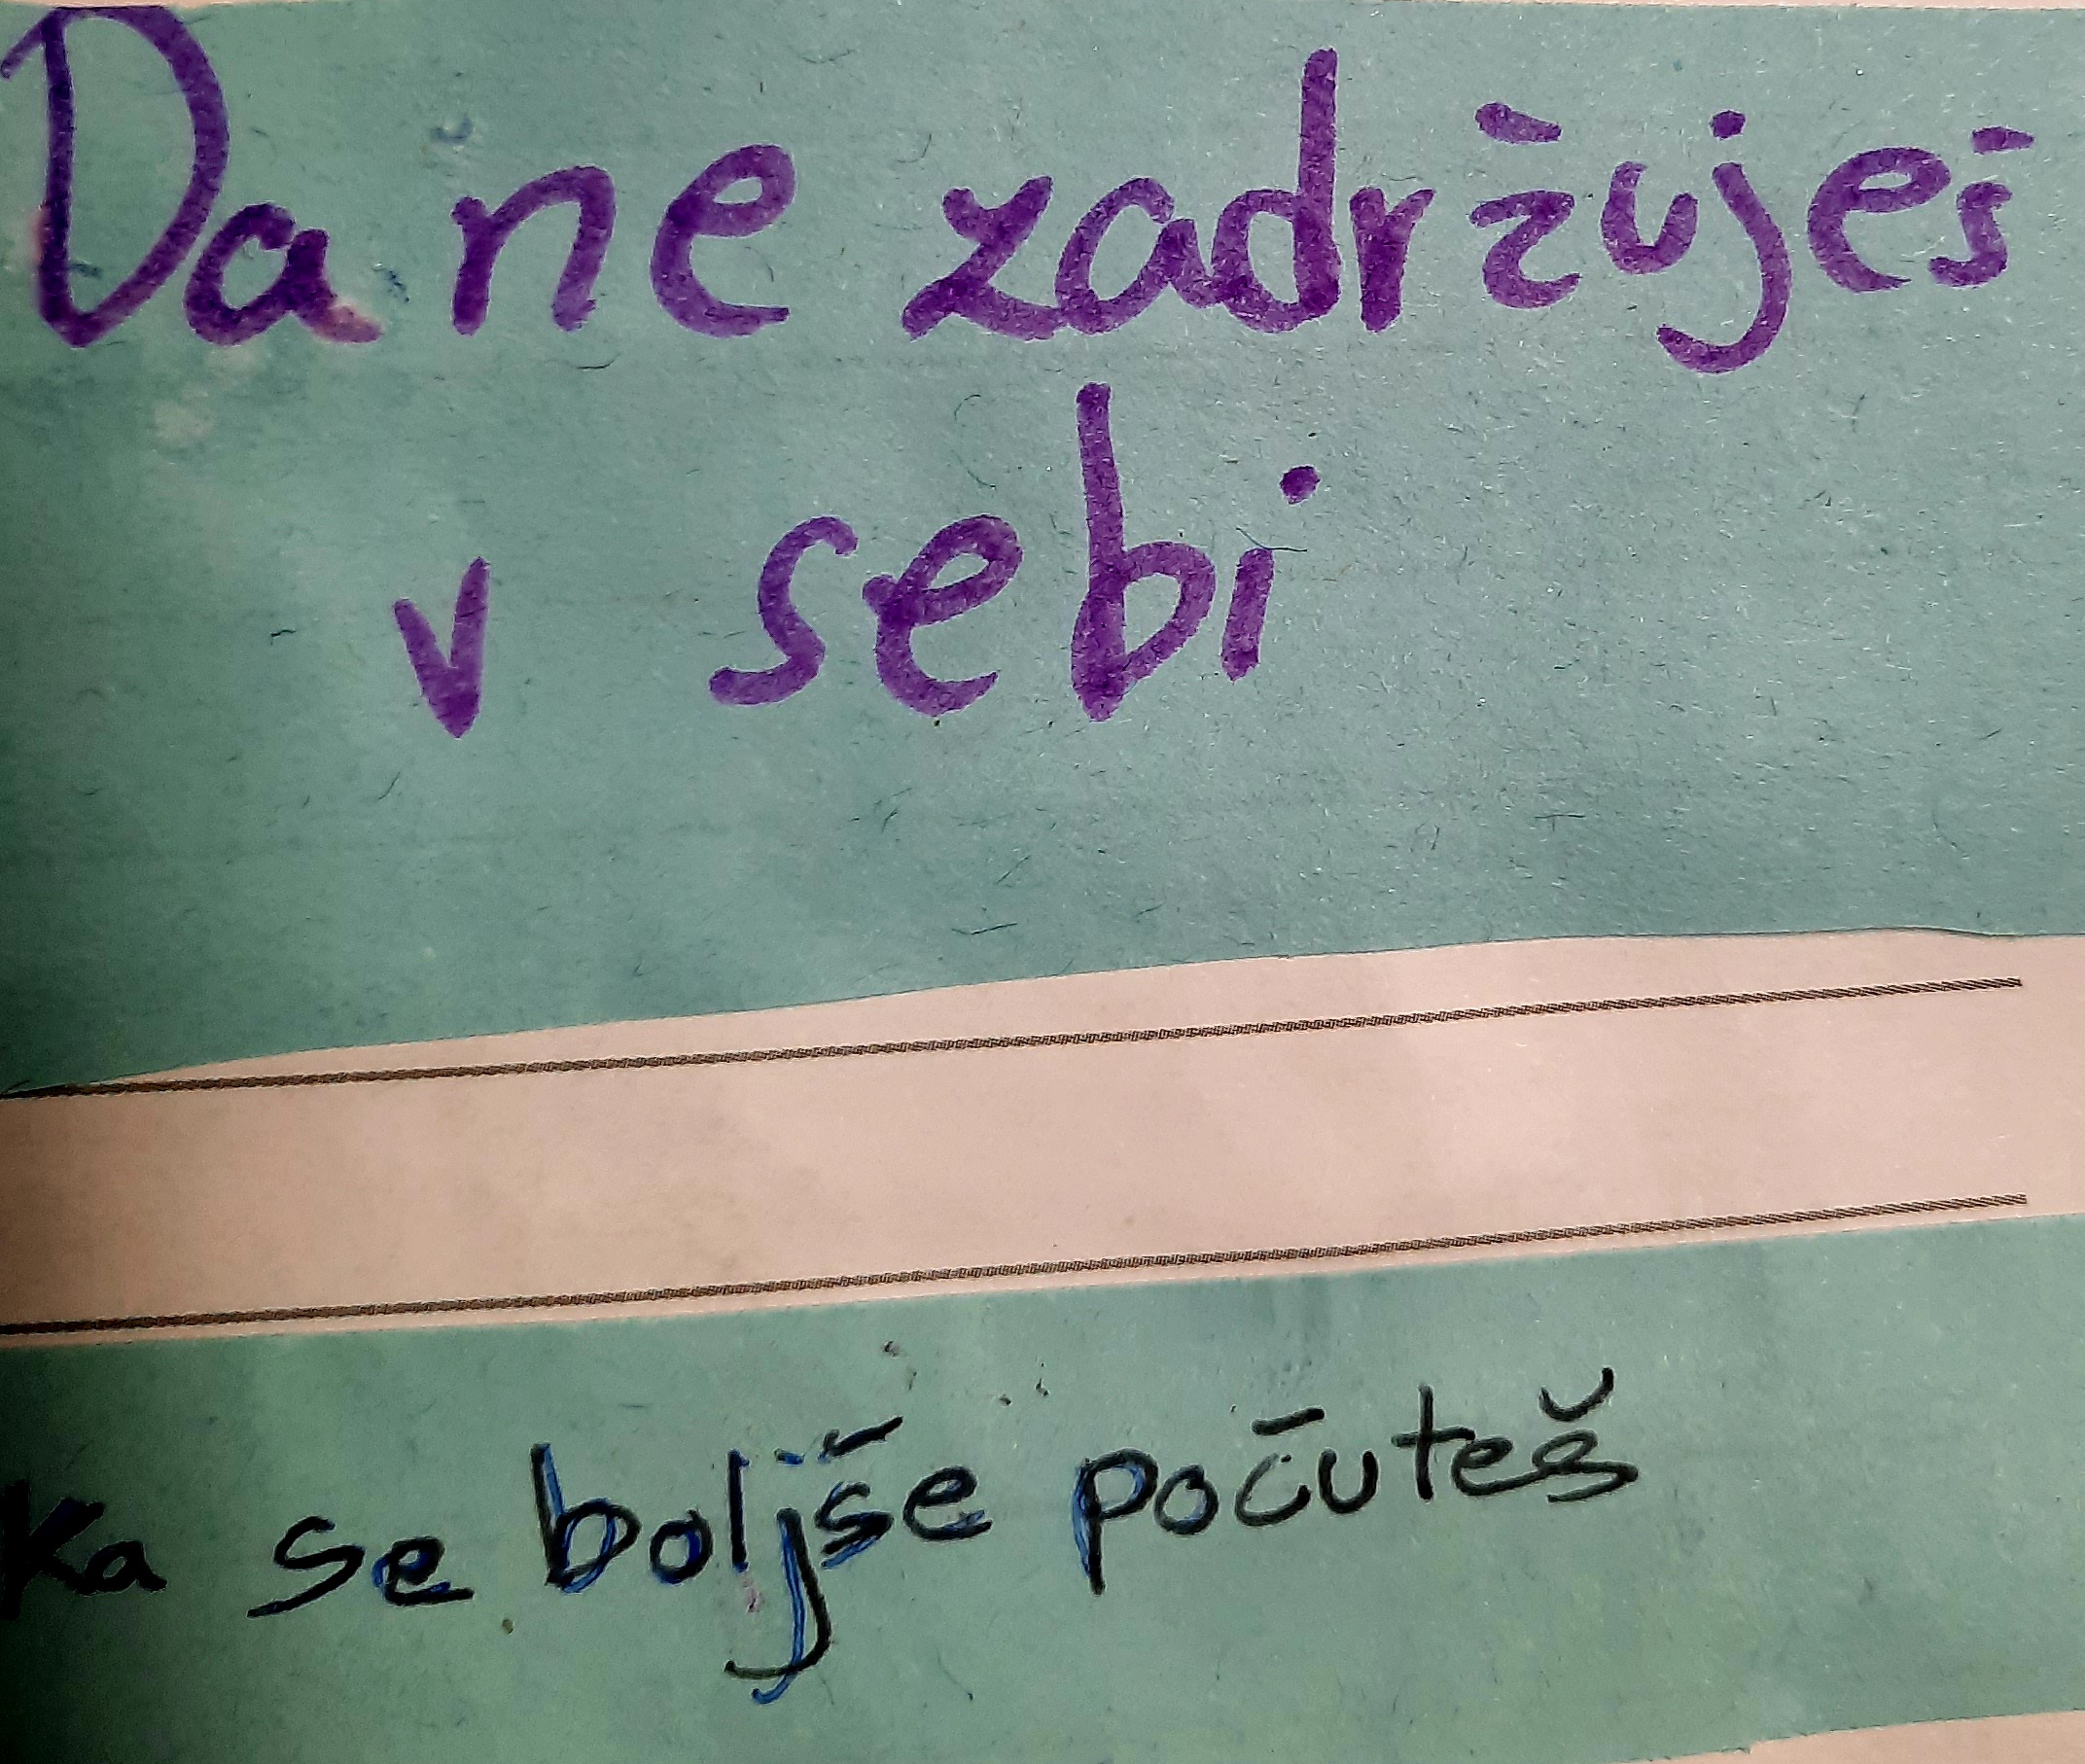 Da ne zadržuješ
v sebi
Ka se boljše počuteš